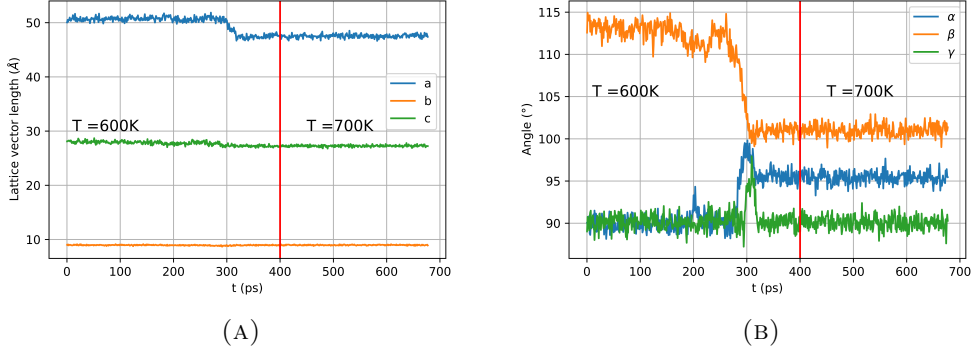 Lattice vector length (Å)
50
40
30
20
10
T =600K
T =700K
a
b
c
0 100 200 300 400 500 600 700
t (ps)
(A)
Angle (°)
115
110
105
100
95
90
T =600K
T =700K
α
β
γ
0 100 200 300 400 500 600 700
t (ps)
(B)